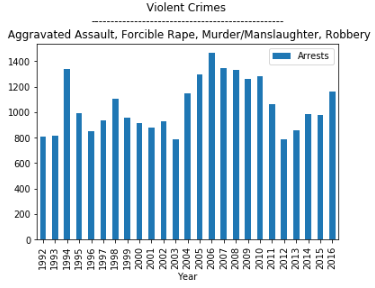 Violent Crimes
--------------------------------------------------
Aggravated Assault, Forcible Rape, Murder/Manslaughter, Robbery
Arrests
1400
1200
1000
800
600
400
200
0
1992 1993 1994 1995 1996 1997 1998 1999 2000 2001 2002 2003 2004 2005 2006 2007 2008 2009 2010 2011 2012 2013 2014 2015 2016
Year